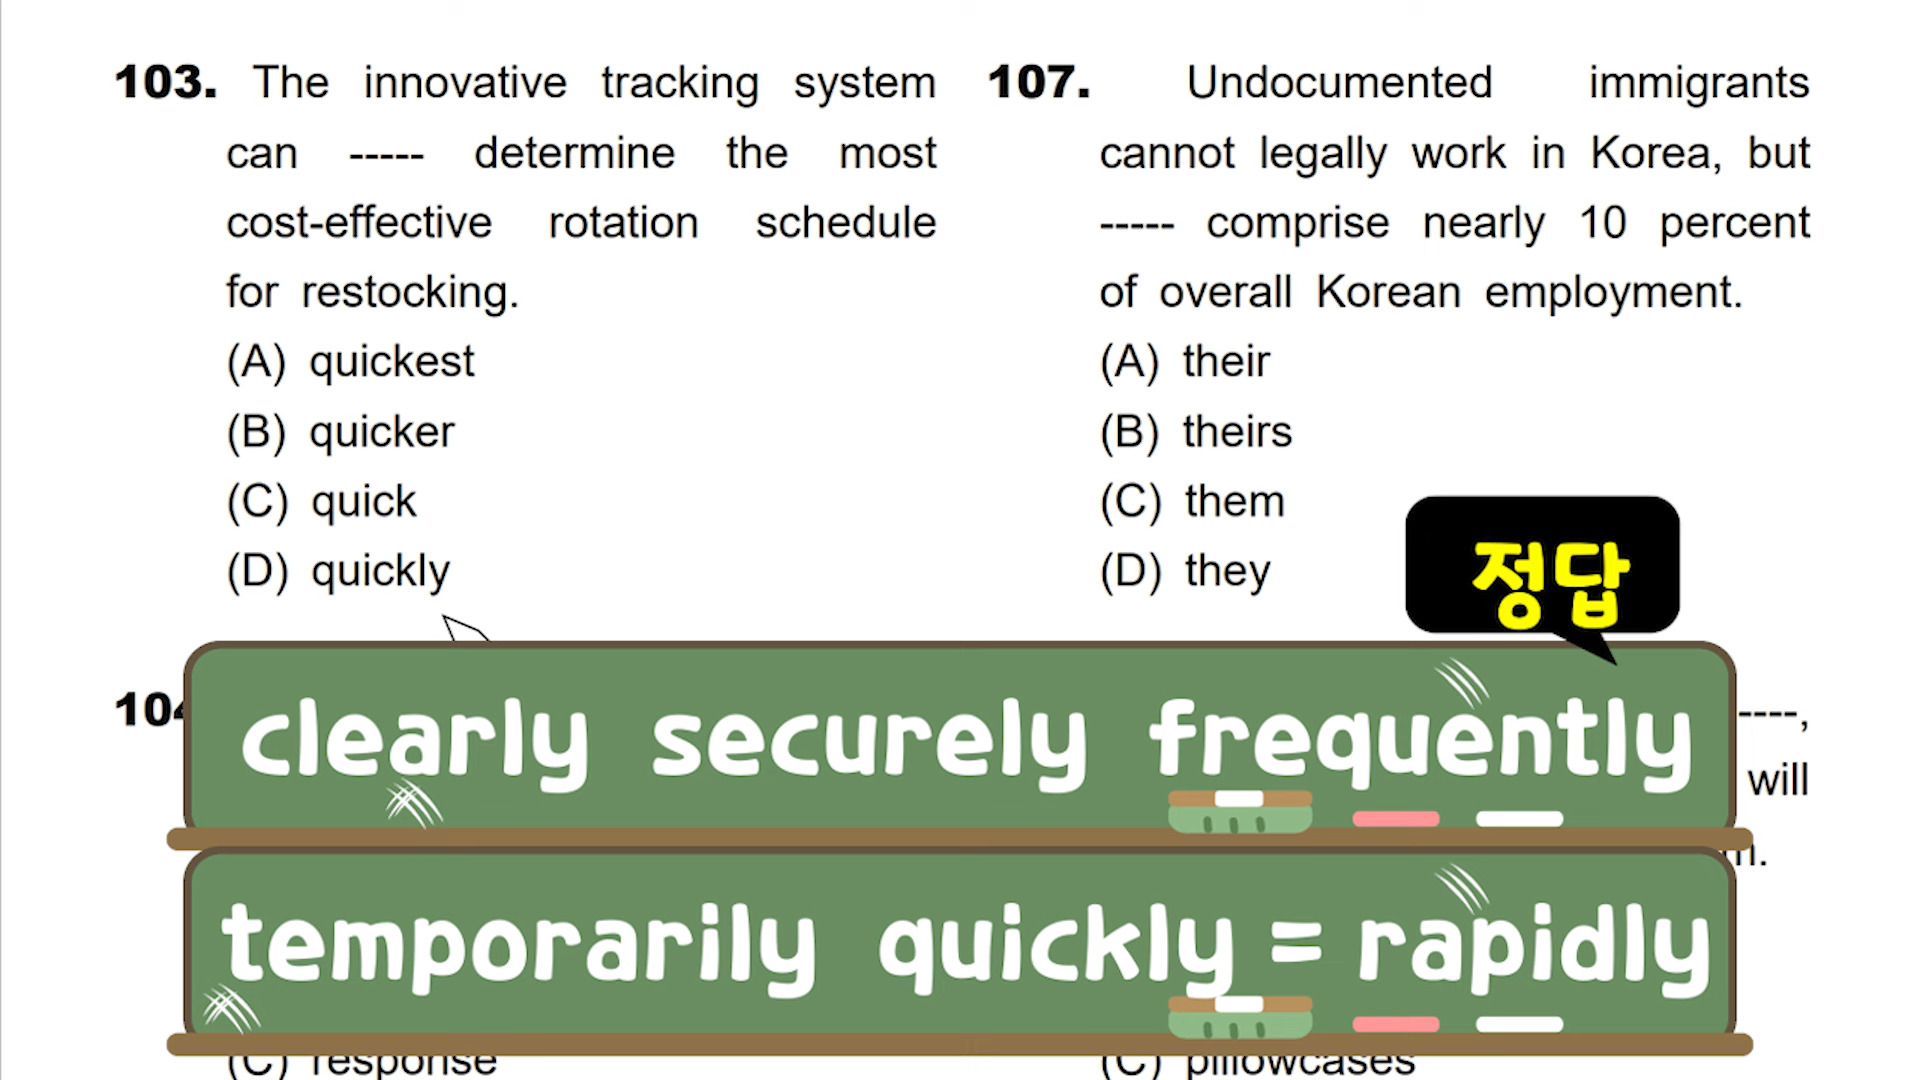 103. The innovative tracking system
can ----- determine the most
cost-effective rotation schedule
for restocking.
(A) quickest
(B) quicker
(C) quick
(D) quickly
107. Undocumented immigrants
cannot legally work in Korea, but
----- comprise nearly 10 percent
of overall Korean employment.
(A) their
(B) theirs
(C) them
(D) they
정답
clearly securely frequently
temporarily quickly = rapidly
----,
will
(C) response
(C) pillowcases